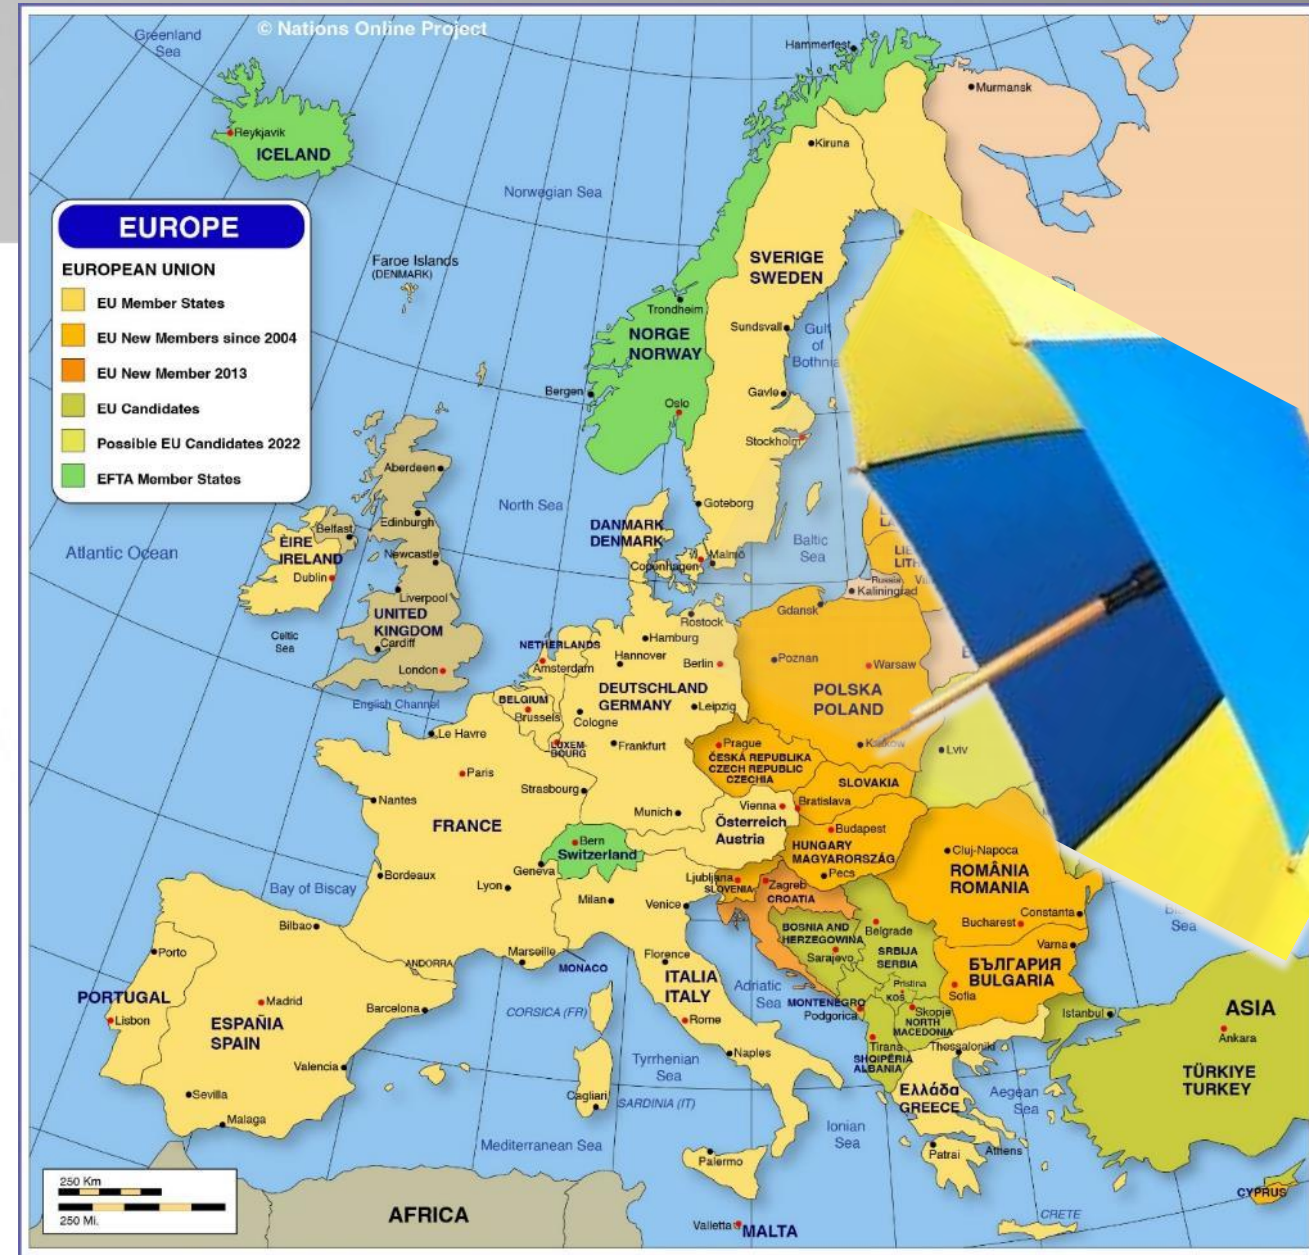 © Nations Online Project
Greenland
Sea
Hammerfest
Murmansk
Reykjavik
ICELAND
Kiruna
Norwegian Sea
EUROPE
EUROPEAN UNION
EU Member States
EU New Members since 2004
EU New Member 2013
EU Candidates
Possible EU Candidates 2022
EFTA Member States
Faroe Islands
(DENMARK)
SVERIGE
SWEDEN
Trondheim
NORGE
NORWAY
Sundsvall
Gulf
of
Bothnia
Bergen
Oslo
Gavle
Stockholm
Aberdeen
North Sea
Goteborg
Edinburgh
Belfast
DANMARK
DENMARK
Baltic
Sea
Atlantic Ocean
ÈIRE
IRELAND
Newcastle
Copenhagen
Malmö
Dublin
Liverpool
Russia
Kaliningrad
Gdansk
UNITED
KINGDOM
Cardiff
Celtic
Sea
London
NETHERLANDS
Amsterdam
Rostock
Hamburg
Hannover
Berlin
Poznan
Warsaw
English Channel
BELGIUM
Brussels
DEUTSCHLAND
GERMANY
Leipzig
Cologne
POLSKA
POLAND
Le Havre
LUXEM-
BOURG
Frankfurt
Prague
ČESKÁ REPUBLIKA
CZECH REPUBLIC
CZECHIA
Krakow
Lviv
Paris
Strasbourg
SLOVAKIA
Nantes
Munich
Vienna
Bratislava
Österreich
Austria
FRANCE
Bern
Switzerland
Geneva
Budapest
HUNGARY
MAGYARORSZÁG
Pecs
Cluj-Napoca
ROMÂNIA
ROMANIA
Bay of Biscay
Bordeaux
Lyon
Milan
Venice
Ljubljana
SLOVENIA
Zagreb
CROATIA
Constanta
Bucharest
Sea
Bilbao
Porto
BOSNIA AND
HERZEGOWINA
Sarajevo
Belgrade
SRBIJA
SERBIA
Varna
БЪЛГАРИЯ
BULGARIA
Sofia
Marseille
ANDORRA
MONACO
Florence
ITALIA
ITALY
Adriatic
Sea
MONTENEGRO
Podgorica
Pristina
KOS
Skopje
NORTH
MACEDONIA
PORTUGAL
Lisbon
Madrid
ESPAÑIA
SPAIN
Barcelona
CORSICA (FR)
Rome
Naples
Tirana
SHQIPËRIA
ALBANIA
Thessaloniki
Istanbul
ASIA
Ankara
TÜRKIYE
TURKEY
Valencia
Tyrrhenian
Sea
Cagliari
SARDINIA (IT)
Ελλάδα
GREECE
Aegean
Sea
Sevilla
Malaga
Mediterranean Sea
Ionian
Sea
Palermo
Patrai
Athens
250 Km
250 Mi.
AFRICA
Valletta
MALTA
CRETE
CYPRUS